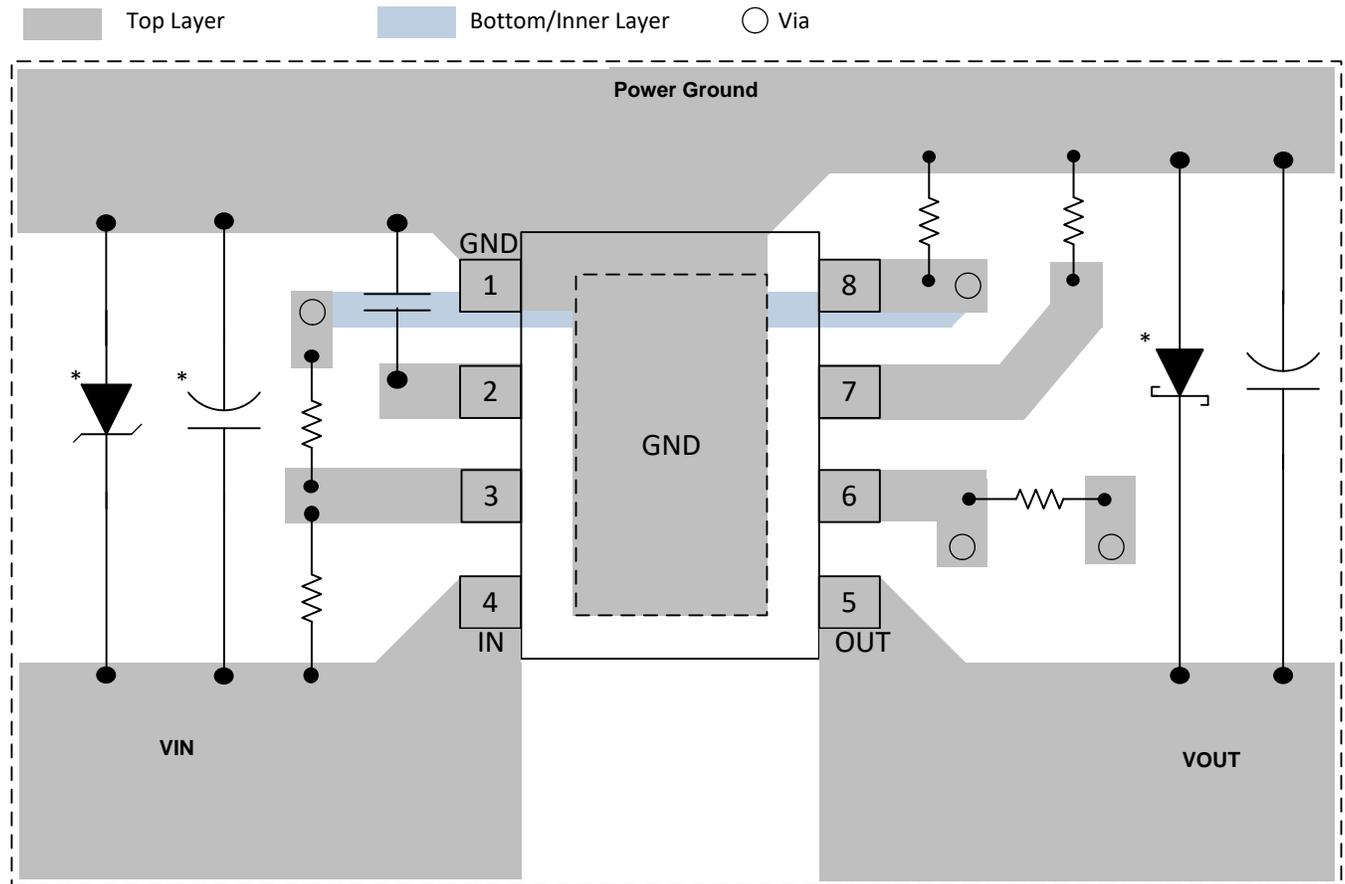 Top Layer Bottom/Inner Layer Via
Power Ground
GND
1 8
* * 2 7 *
GND
3 6
4 5
IN OUT
VIN VOUT